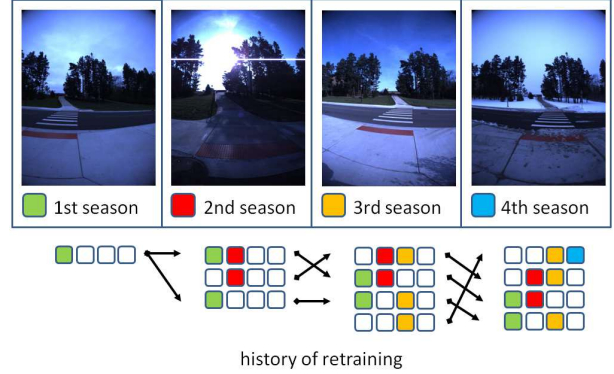 1st season
2nd season
3rd season
4th season
history of retraining